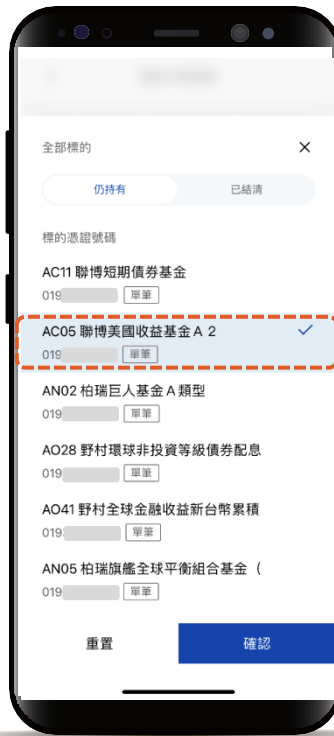 全部標的
仍持有 已結清
標的憑證號碼
AC11 聯博短期債券基金
019 單筆
AC05 聯博美國收益基金Ａ２
019 單筆
AN02 柏瑞巨人基金Ａ類型
019 單筆
AO28 野村環球非投資等級債券配息
019 單筆
AO41 野村全球金融收益新台幣累積
019 單筆
AN05 柏瑞旗艦全球平衡組合基金（
019 單筆
重置 確認